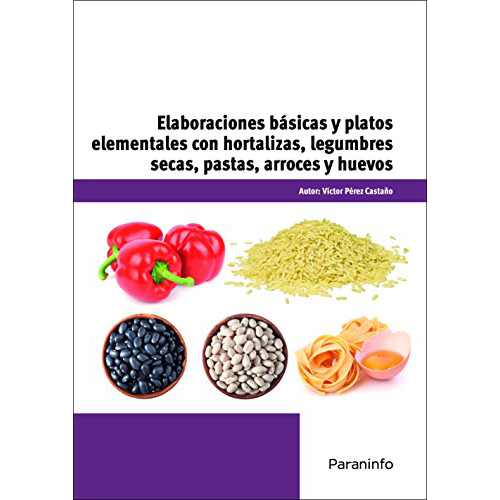 Elaboraciones básicas y platos
elementales con hortalizas, legumbres
secas, pastas, arroces y huevos
Autor: Víctor Pérez Castaño
Paraninfo